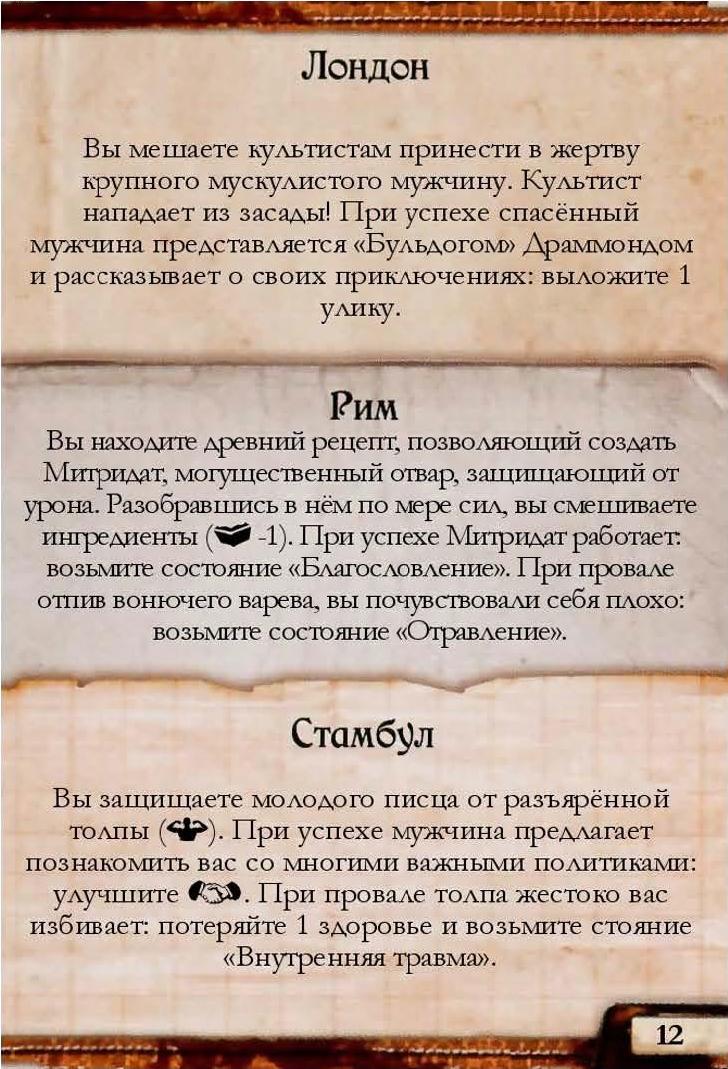 Лондон
Вы мешаете культистам принести в жертву
крупного мускулистого мужчину. Культист
нападает из засады! При успехе спасённый
мужчина представляется «Бульдогом» Драммондом
и рассказывает о своих приключениях: выложите 1
улику.
Рим
Вы находите древний рецепт, позволяющий создать
Митридат, могущественный отвар, защищающий от
урона. Разобравшись в нём по мере сил, вы смешиваете
ингредиенты ( -1). При успехе Митридат работает:
возьмите состояние «Благословление». При провале
отпив вонючего варева, вы почувствовали себя плохо:
возьмите состояние «Отравление».
Стамбул
Вы защищаете молодого писца от разъярённой
толпы ( ). При успехе мужчина предлагает
познакомить вас со многими важными политиками:
улучшите . При провале толпа жестоко вас
избивает: потеряйте 1 здоровье и возьмите стояние
«Внутренняя травма».
12